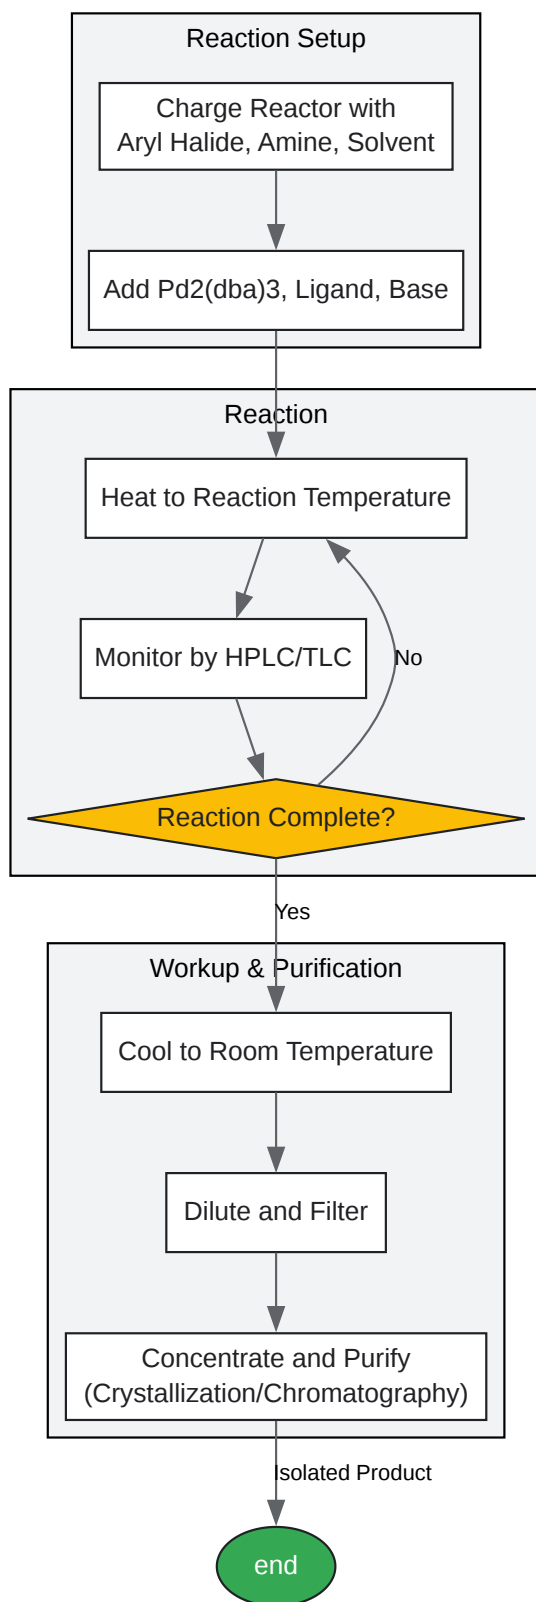 Reaction Setup
Charge Reactor with
Aryl Halide, Amine, Solvent
Add Pd2(dba)3, Ligand, Base
Reaction
Heat to Reaction Temperature
Monitor by HPLC/TLC
No
Reaction Complete?
Yes
Workup & Purification
Cool to Room Temperature
Dilute and Filter
Concentrate and Purify
(Crystallization/Chromatography)
Isolated Product
end